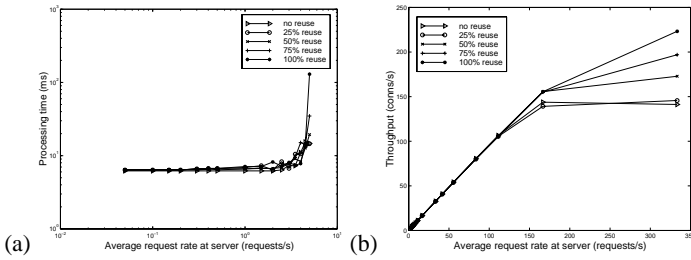 no reuse
25% reuse
50% reuse
75% reuse
100% reuse
Processing time (ms)
10^3
10^2
10^1
10^0
10^-2
10^-1
10^0
10^1
Average request rate at server (requests/s)
(a)
no reuse
25% reuse
50% reuse
75% reuse
100% reuse
Throughput (conns/s)
250
200
150
100
50
0
0
50
100
150
200
250
300
35
Average request rate at server (requests/s)
(b)